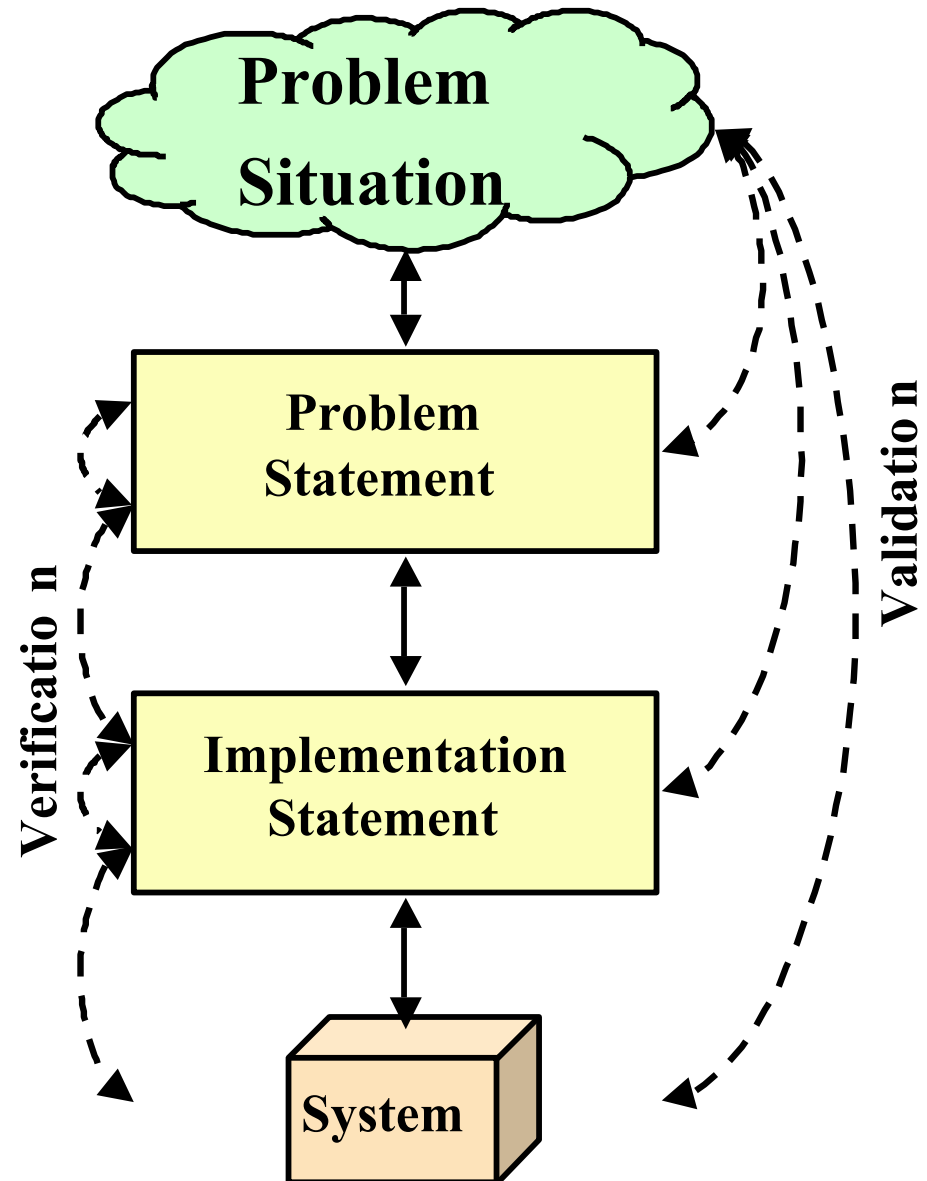 Problem
Situation
Problem
Statement
Implementation
Statement
System
Verificatio n
Validatio n